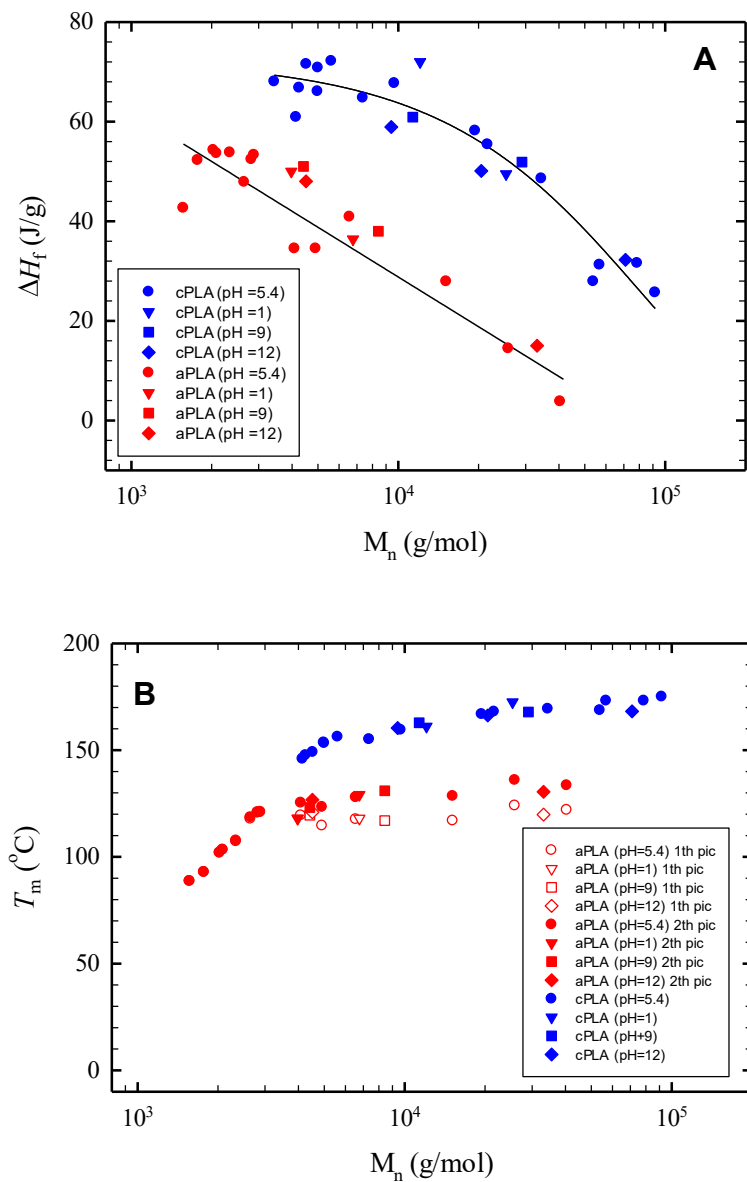 A
80
60
40
20
0
ΔHf (J/g)
cPLA (pH =5.4)
cPLA (pH =1)
cPLA (pH =9)
cPLA (pH =12)
aPLA (pH =5.4)
aPLA (pH =1)
aPLA (pH =9)
aPLA (pH =12)
10³ 10⁴ 10⁵
Mn (g/mol)
B
200
150
100
50
0
Tm (°C)
aPLA (pH=5.4) 1th pic
aPLA (pH=1) 1th pic
aPLA (pH=9) 1th pic
aPLA (pH=12) 1th pic
aPLA (pH=5.4) 2th pic
aPLA (pH=1) 2th pic
aPLA (pH=9) 2th pic
aPLA (pH=12) 2th pic
cPLA (pH=5.4)
cPLA (pH=1)
cPLA (pH+9)
cPLA (pH=12)
10³ 10⁴ 10⁵
Mn (g/mol)